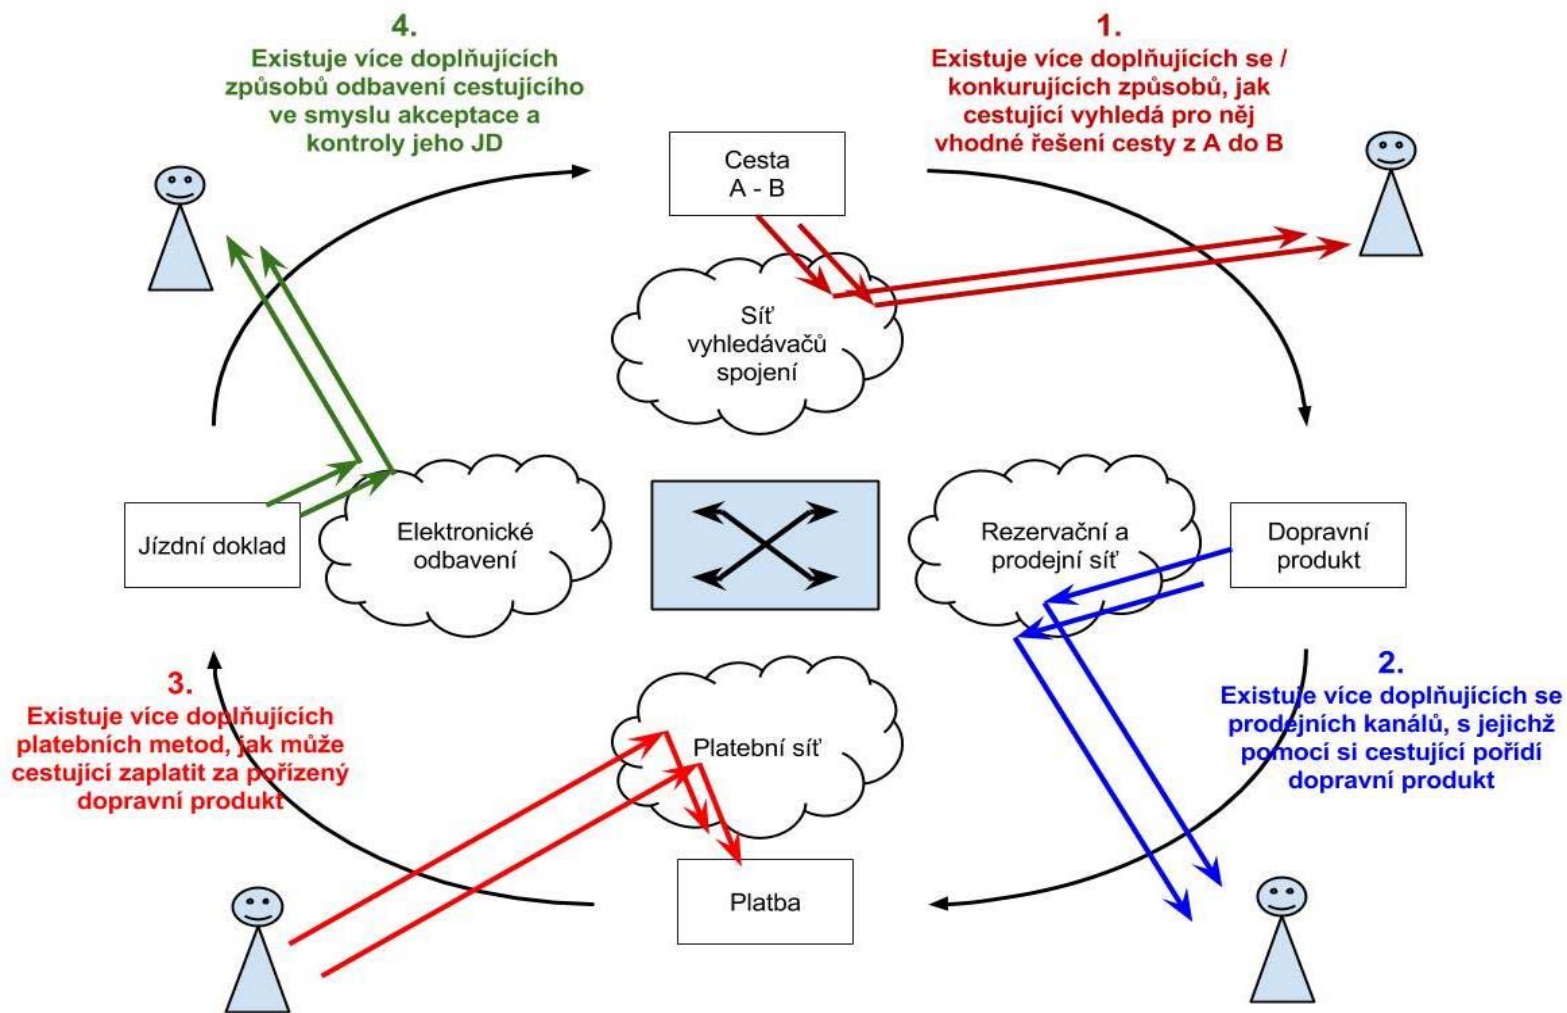 4.
Existuje více doplňujících
způsobů odbavení cestujícího
ve smyslu akceptace a
kontroly jeho JD
1.
Existuje více doplňujících se /
konkurujících způsobů, jak
cestující vyhledá pro něj
vhodné řešení cesty z A do B
Cesta
A - B
Síť
vyhledávačů
spojení
Jízdní doklad
Elektronické
odbavení
Rezervační a
prodejní síť
Dopravní
produkt
3.
Existuje více doplňujících
platebních metod, jak může
cestující zaplatit za pořízený
dopravní produkt
Platební síť
2.
Existuje více doplňujících se
prodejních kanálů, s jejichž
pomocí si cestující pořídí
dopravní produkt
Platba